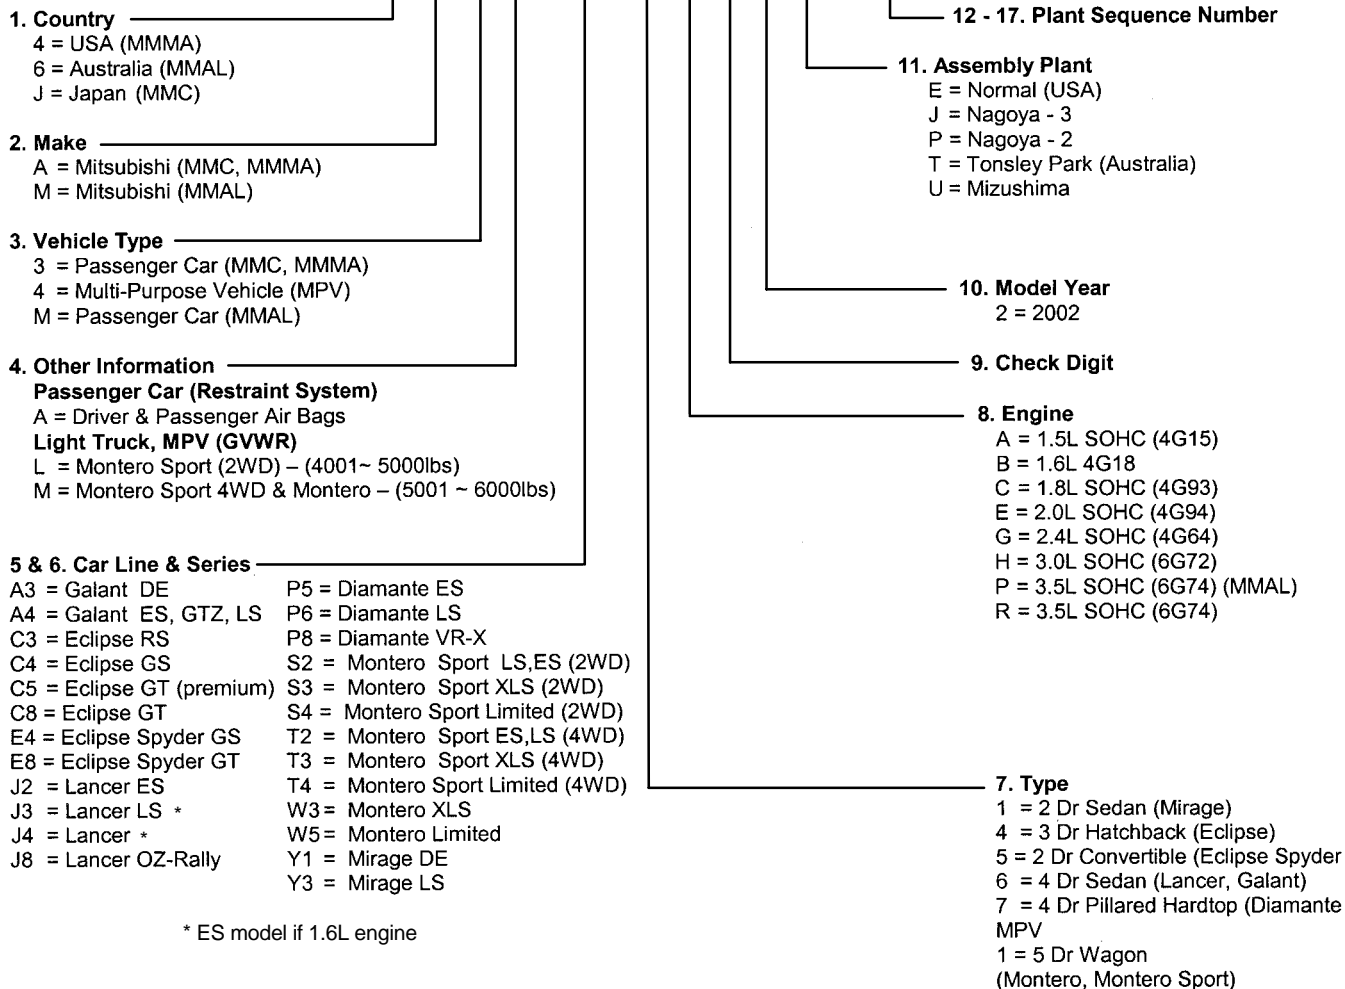 1. Country
4 = USA (MMMA)
6 = Australia (MMAL)
J = Japan (MMC)
2. Make
A = Mitsubishi (MMC, MMMA)
M = Mitsubishi (MMAL)
3. Vehicle Type
3 = Passenger Car (MMC, MMMA)
4 = Multi-Purpose Vehicle (MPV)
M = Passenger Car (MMAL)
4. Other Information
Passenger Car (Restraint System)
A = Driver & Passenger Air Bags
Light Truck, MPV (GVWR)
L = Montero Sport (2WD) – (4001~ 5000lbs)
M = Montero Sport 4WD & Montero – (5001 ~ 6000lbs)
5 & 6. Car Line & Series
A3 = Galant DE
A4 = Galant ES, GTZ, LS
C3 = Eclipse RS
C4 = Eclipse GS
C5 = Eclipse GT (premium)
C8 = Eclipse GT
E4 = Eclipse Spyder GS
E8 = Eclipse Spyder GT
J2 = Lancer ES
J3 = Lancer LS *
J4 = Lancer *
J8 = Lancer OZ-Rally
P5 = Diamante ES
P6 = Diamante LS
P8 = Diamante VR-X
S2 = Montero Sport LS,ES (2WD)
S3 = Montero Sport XLS (2WD)
S4 = Montero Sport Limited (2WD)
T2 = Montero Sport ES,LS (4WD)
T3 = Montero Sport XLS (4WD)
T4 = Montero Sport Limited (4WD)
W3= Montero XLS
W5= Montero Limited
Y1 = Mirage DE
Y3 = Mirage LS
* ES model if 1.6L engine
12 - 17. Plant Sequence Number
11. Assembly Plant
E = Normal (USA)
J = Nagoya - 3
P = Nagoya - 2
T = Tonsley Park (Australia)
U = Mizushima
10. Model Year
2 = 2002
9. Check Digit
8. Engine
A = 1.5L SOHC (4G15)
B = 1.6L 4G18
C = 1.8L SOHC (4G93)
E = 2.0L SOHC (4G94)
G = 2.4L SOHC (4G64)
H = 3.0L SOHC (6G72)
P = 3.5L SOHC (6G74) (MMAL)
R = 3.5L SOHC (6G74)
7. Type
1 = 2 Dr Sedan (Mirage)
4 = 3 Dr Hatchback (Eclipse)
5 = 2 Dr Convertible (Eclipse Spyder
6 = 4 Dr Sedan (Lancer, Galant)
7 = 4 Dr Pillared Hardtop (Diamante
MPV
1 = 5 Dr Wagon
(Montero, Montero Sport)